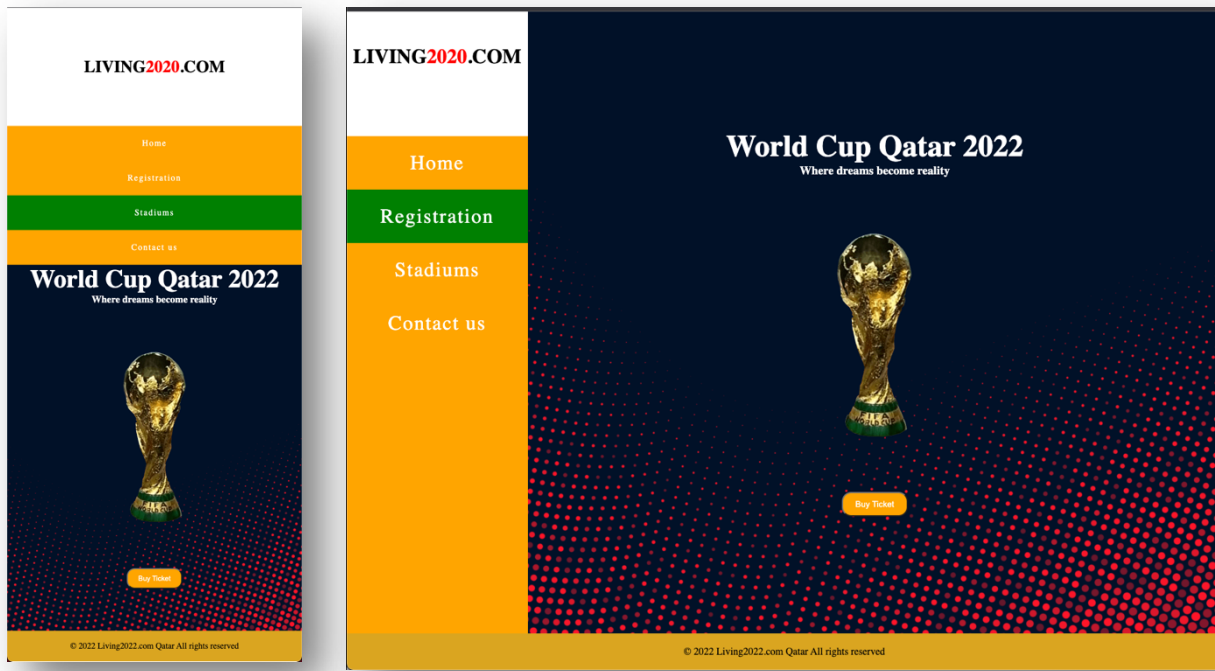 LIVING2020.COM
Home
Registration
Stadiums
Contact us
World Cup Qatar 2022
Where dreams become reality
Buy Ticket
© 2022 Living2022.com Qatar All rights reserved
LIVING2020.COM
Home
Registration
Stadiums
Contact us
World Cup Qatar 2022
Where dreams become reality
Buy Ticket
© 2022 Living2022.com Qatar All rights reserved